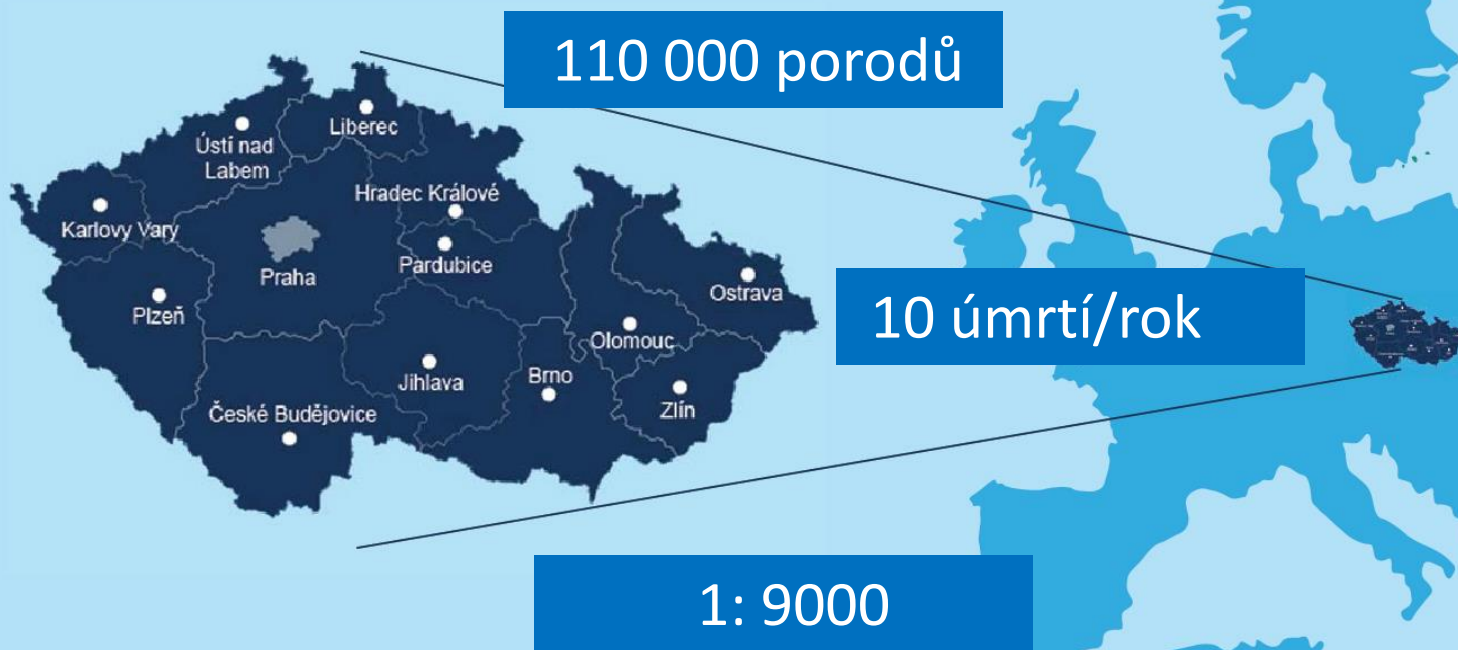 110 000 porodů
Liberec
Ústí nad
Labem
Hradec Králové
Karlovy Vary
Pardubice
Praha
Ostrava
Plzeň
10 úmrtí/rok
Olomouc
Jihlava
Brno
Zlín
České Budějovice
1: 9000